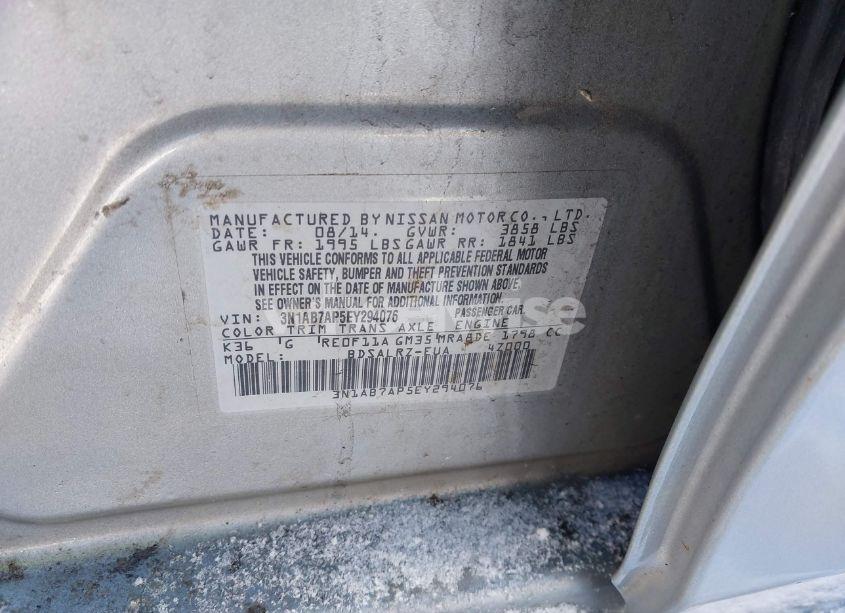 MANUFACTURED BY NISSAN MOTOR CO., LTD.
DATE: 08/14. GVWR: 3858 LBS
GAWR FR: 1995 LBS GAWR RR: 1841 LBS
THIS VEHICLE CONFORMS TO ALL APPLICABLE FEDERAL MOTOR
VEHICLE SAFETY, BUMPER AND THEFT PREVENTION STANDARDS
IN EFFECT ON THE DATE OF MANUFACTURE SHOWN ABOVE.
SEE OWNER'S MANUAL FOR ADDITIONAL INFORMATION.
VIN: 3N1AB7AP5EY294076 PASSENGER CAR.
COLOR TRIM TRANS AXLE ENGINE
K36 G RE0F11A GM35 MRA8DE 1798 CC
MODEL: BDSALRZ-EUA 4Z000
3N1AB7AP5EY294076